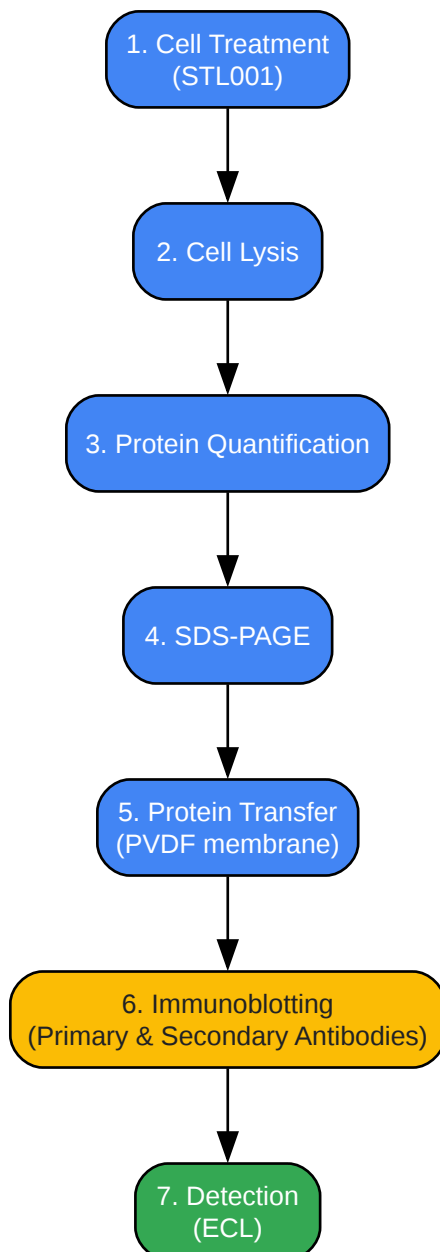 1. Cell Treatment
(STL001)
2. Cell Lysis
3. Protein Quantification
4. SDS-PAGE
5. Protein Transfer
(PVDF membrane)
6. Immunoblotting
(Primary & Secondary Antibodies)
7. Detection
(ECL)